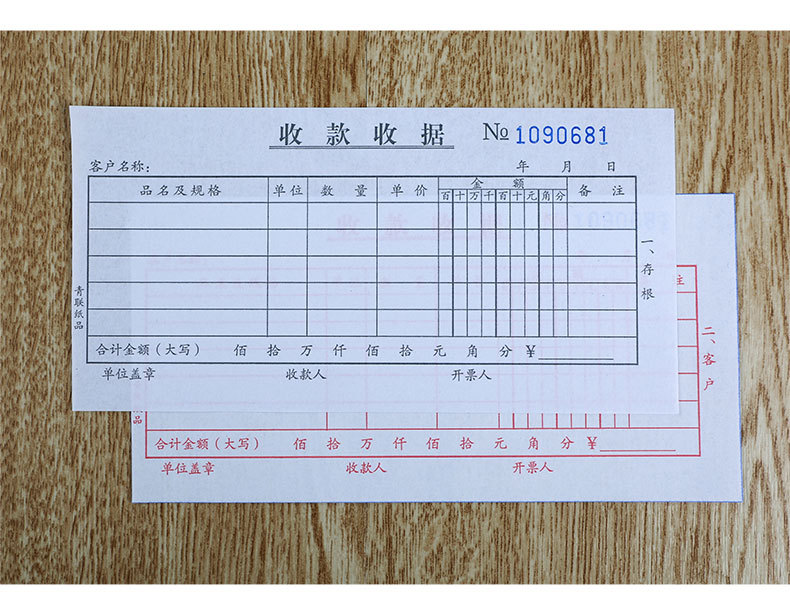 收款收据 № 1090681
客户名称: 年 月 日
品名及规格 单位 数量 单价 金额 备注
百 十 万 千 百 十 元 角 分
一、存根
青联纸品
合计金额(大写) 佰 拾 万 仟 佰 拾 元 角 分 ¥
单位盖章 收款人 开票人
注
二、客户
品
合计金额(大写) 佰 拾 万 仟 佰 拾 元 角 分 ¥
单位盖章 收款人 开票人